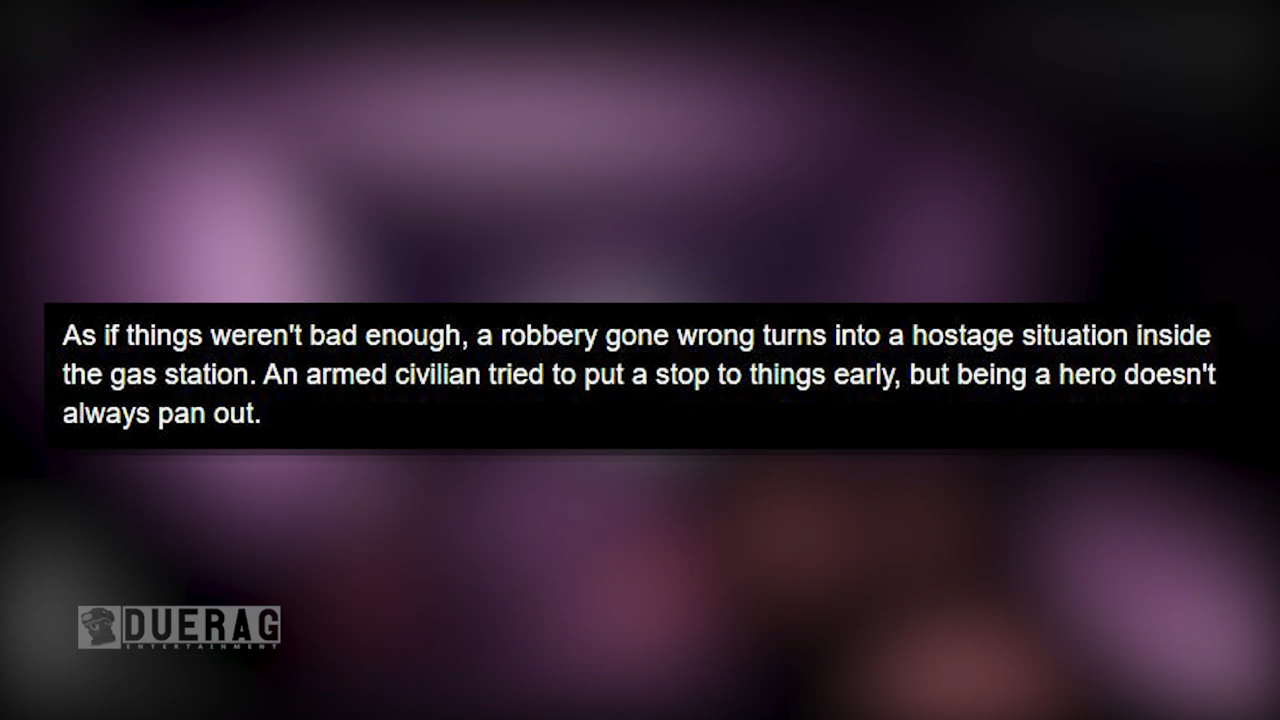 As if things weren't bad enough, a robbery gone wrong turns into a hostage situation inside
the gas station. An armed civilian tried to put a stop to things early, but being a hero doesn't
always pan out.
DUERAG
ENTERTAINMENT